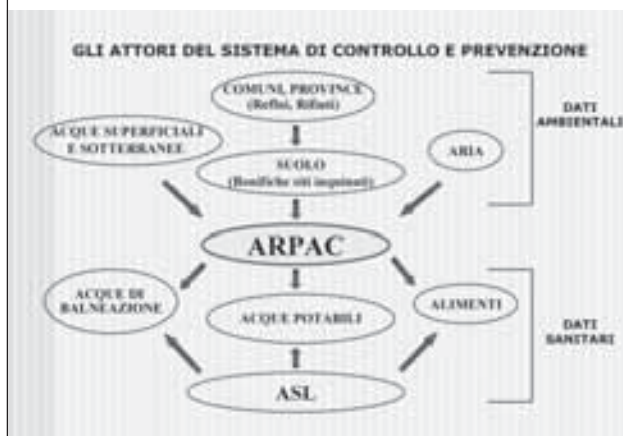 GLI ATTORI DEL SISTEMA DI CONTROLLO E PREVENZIONE
COMUNI, PROVINCE
(Reflui, Rifiuti)
DATI
AMBIENTALI
ACQUE SUPERFICIALI
E SOTTERRANEE
SUOLO
(Bonifiche siti inquinati)
ARIA
ARPAC
ACQUE DI
BALNEAZIONE
ACQUE POTABILI
ALIMENTI
DATI
SANITARI
ASL